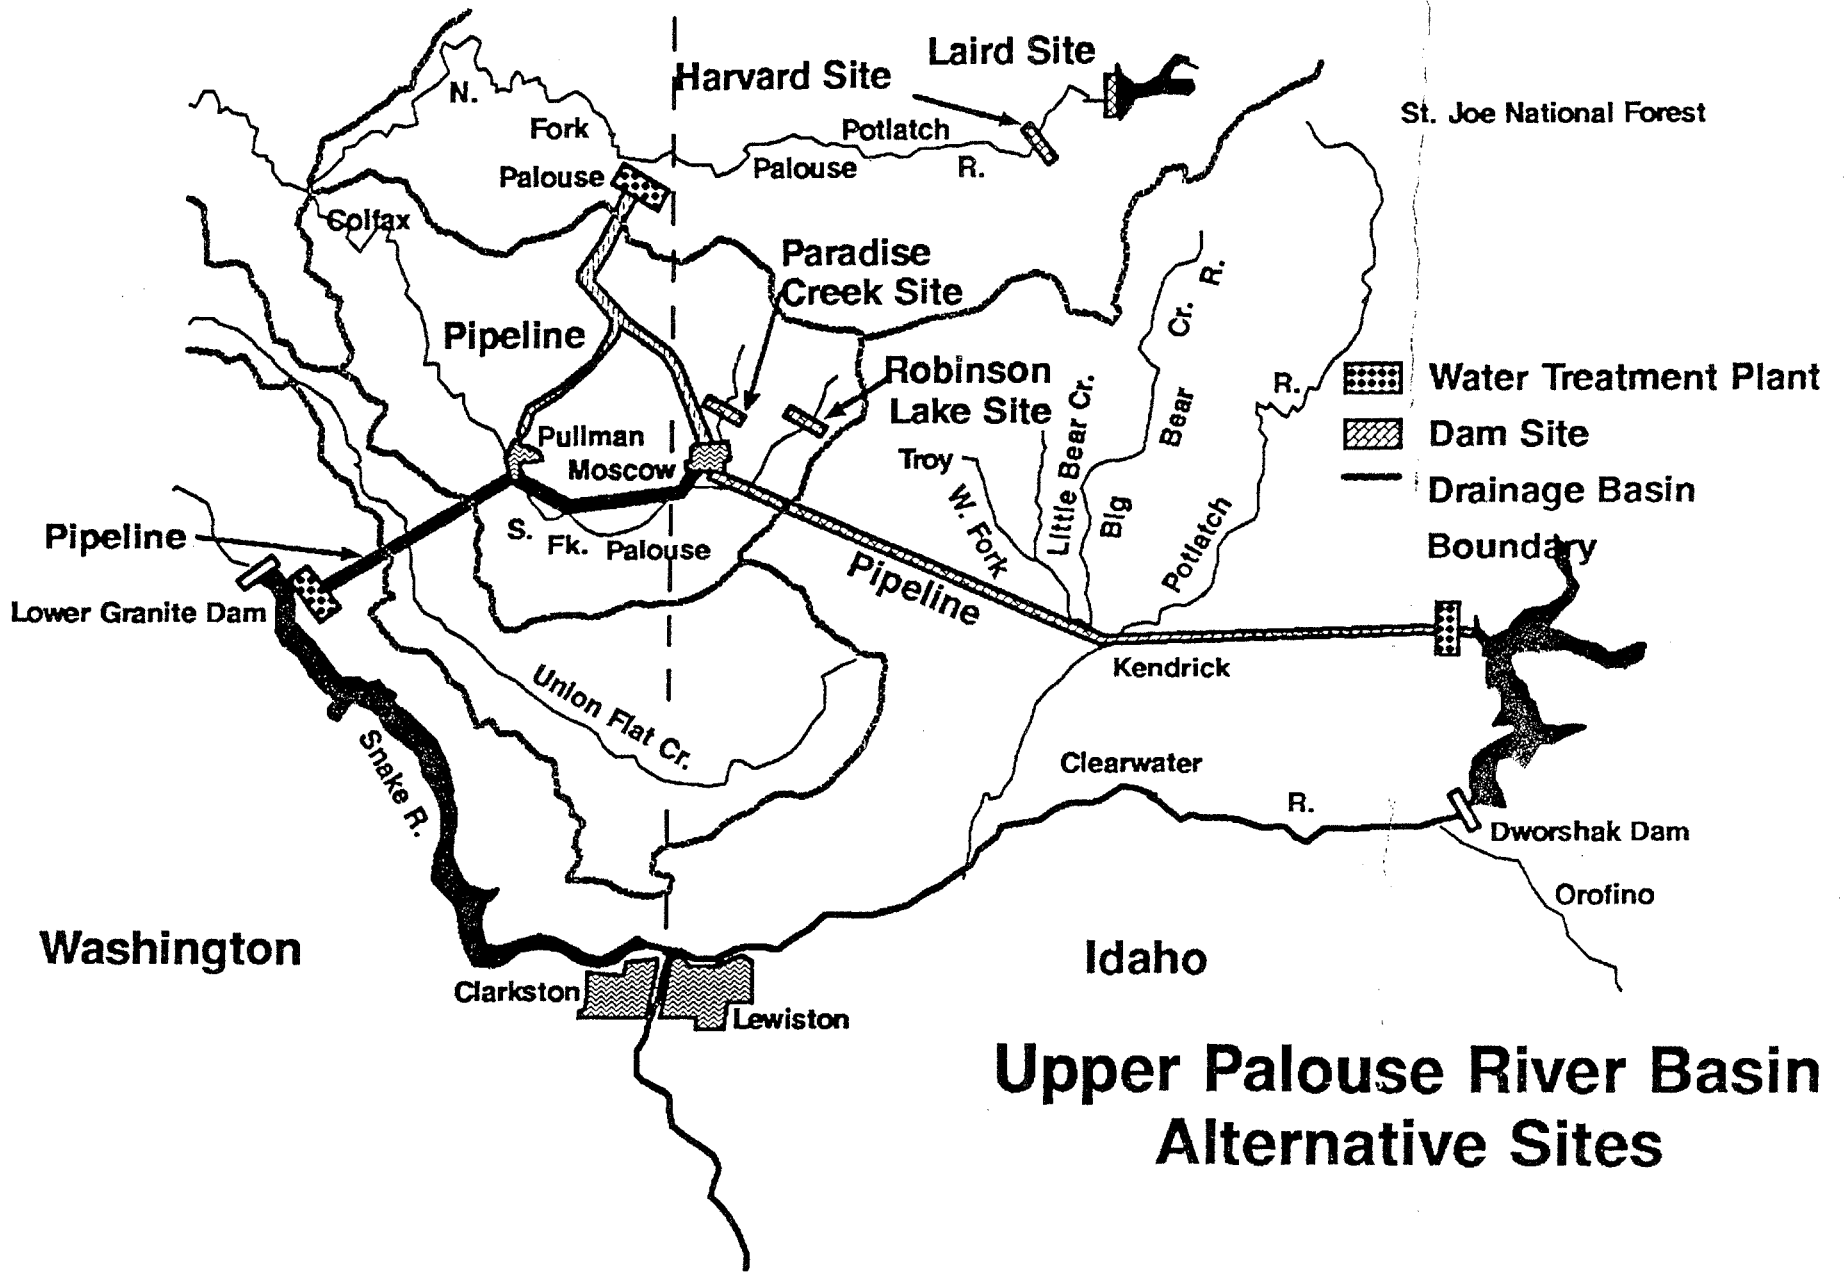 Laird Site
Harvard Site
N.
St. Joe National Forest
Fork
Potlatch
Palouse
Palouse
R.
Colfax
Paradise
Creek Site
R.
Cr.
Pipeline
Robinson
Lake Site
R.
Water Treatment Plant
Dam Site
Drainage Basin
Boundary
Little Bear Cr.
Bear
Big
Pullman
Moscow
Troy
W. Fork
Potlatch
S.
Fk.
Palouse
Pipeline
Pipeline
Lower Granite Dam
Kendrick
Union Flat Cr.
Snake R.
Clearwater
R.
Dworshak Dam
Orofino
Washington
Idaho
Clarkston
Lewiston
Upper Palouse River Basin
Alternative Sites